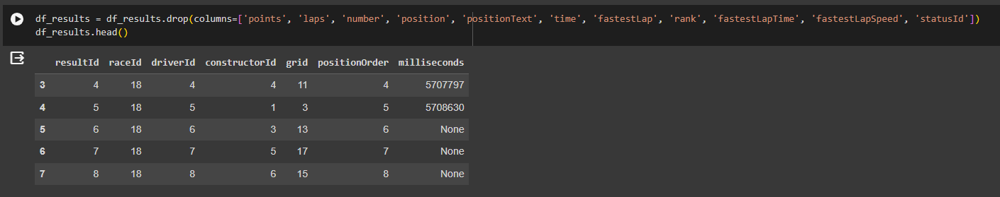 df_results = df_results.drop(columns=['points', 'laps', 'number', 'position', 'positionText', 'time', 'fastestLap', 'rank', 'fastestLapTime', 'fastestLapSpeed', 'statusId'])
df_results.head()
resultId raceId driverId constructorId grid positionOrder milliseconds
3 4 18 4 4 11 4 5707797
4 5 18 5 1 3 5 5708630
5 6 18 6 3 13 6 None
6 7 18 7 5 17 7 None
7 8 18 8 6 15 8 None